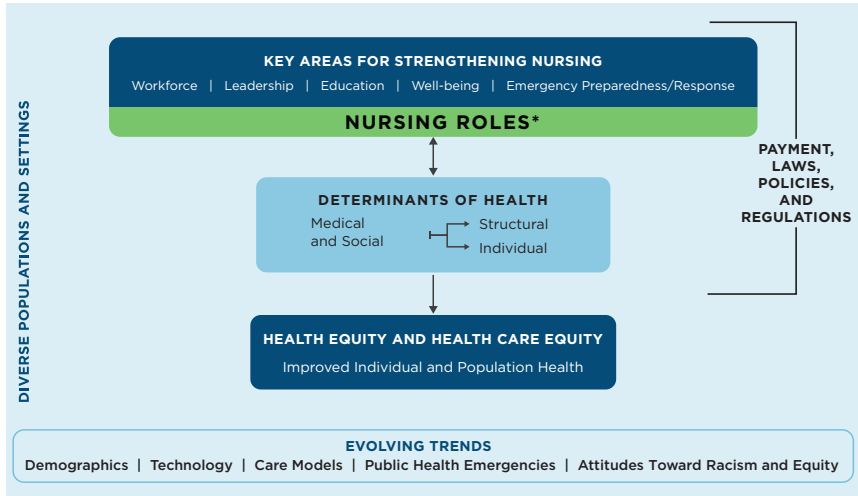 KEY AREAS FOR STRENGTHENING NURSING
Workforce | Leadership | Education | Well-being | Emergency Preparedness/Response
NURSING ROLES*
DETERMINANTS OF HEALTH
Medical
and Social
Structural
Individual
HEALTH EQUITY AND HEALTH CARE EQUITY
Improved Individual and Population Health
PAYMENT,
LAWS,
POLICIES,
AND
REGULATIONS
DIVERSE POPULATIONS AND SETTINGS
EVOLVING TRENDS
Demographics | Technology | Care Models | Public Health Emergencies | Attitudes Toward Racism and Equity